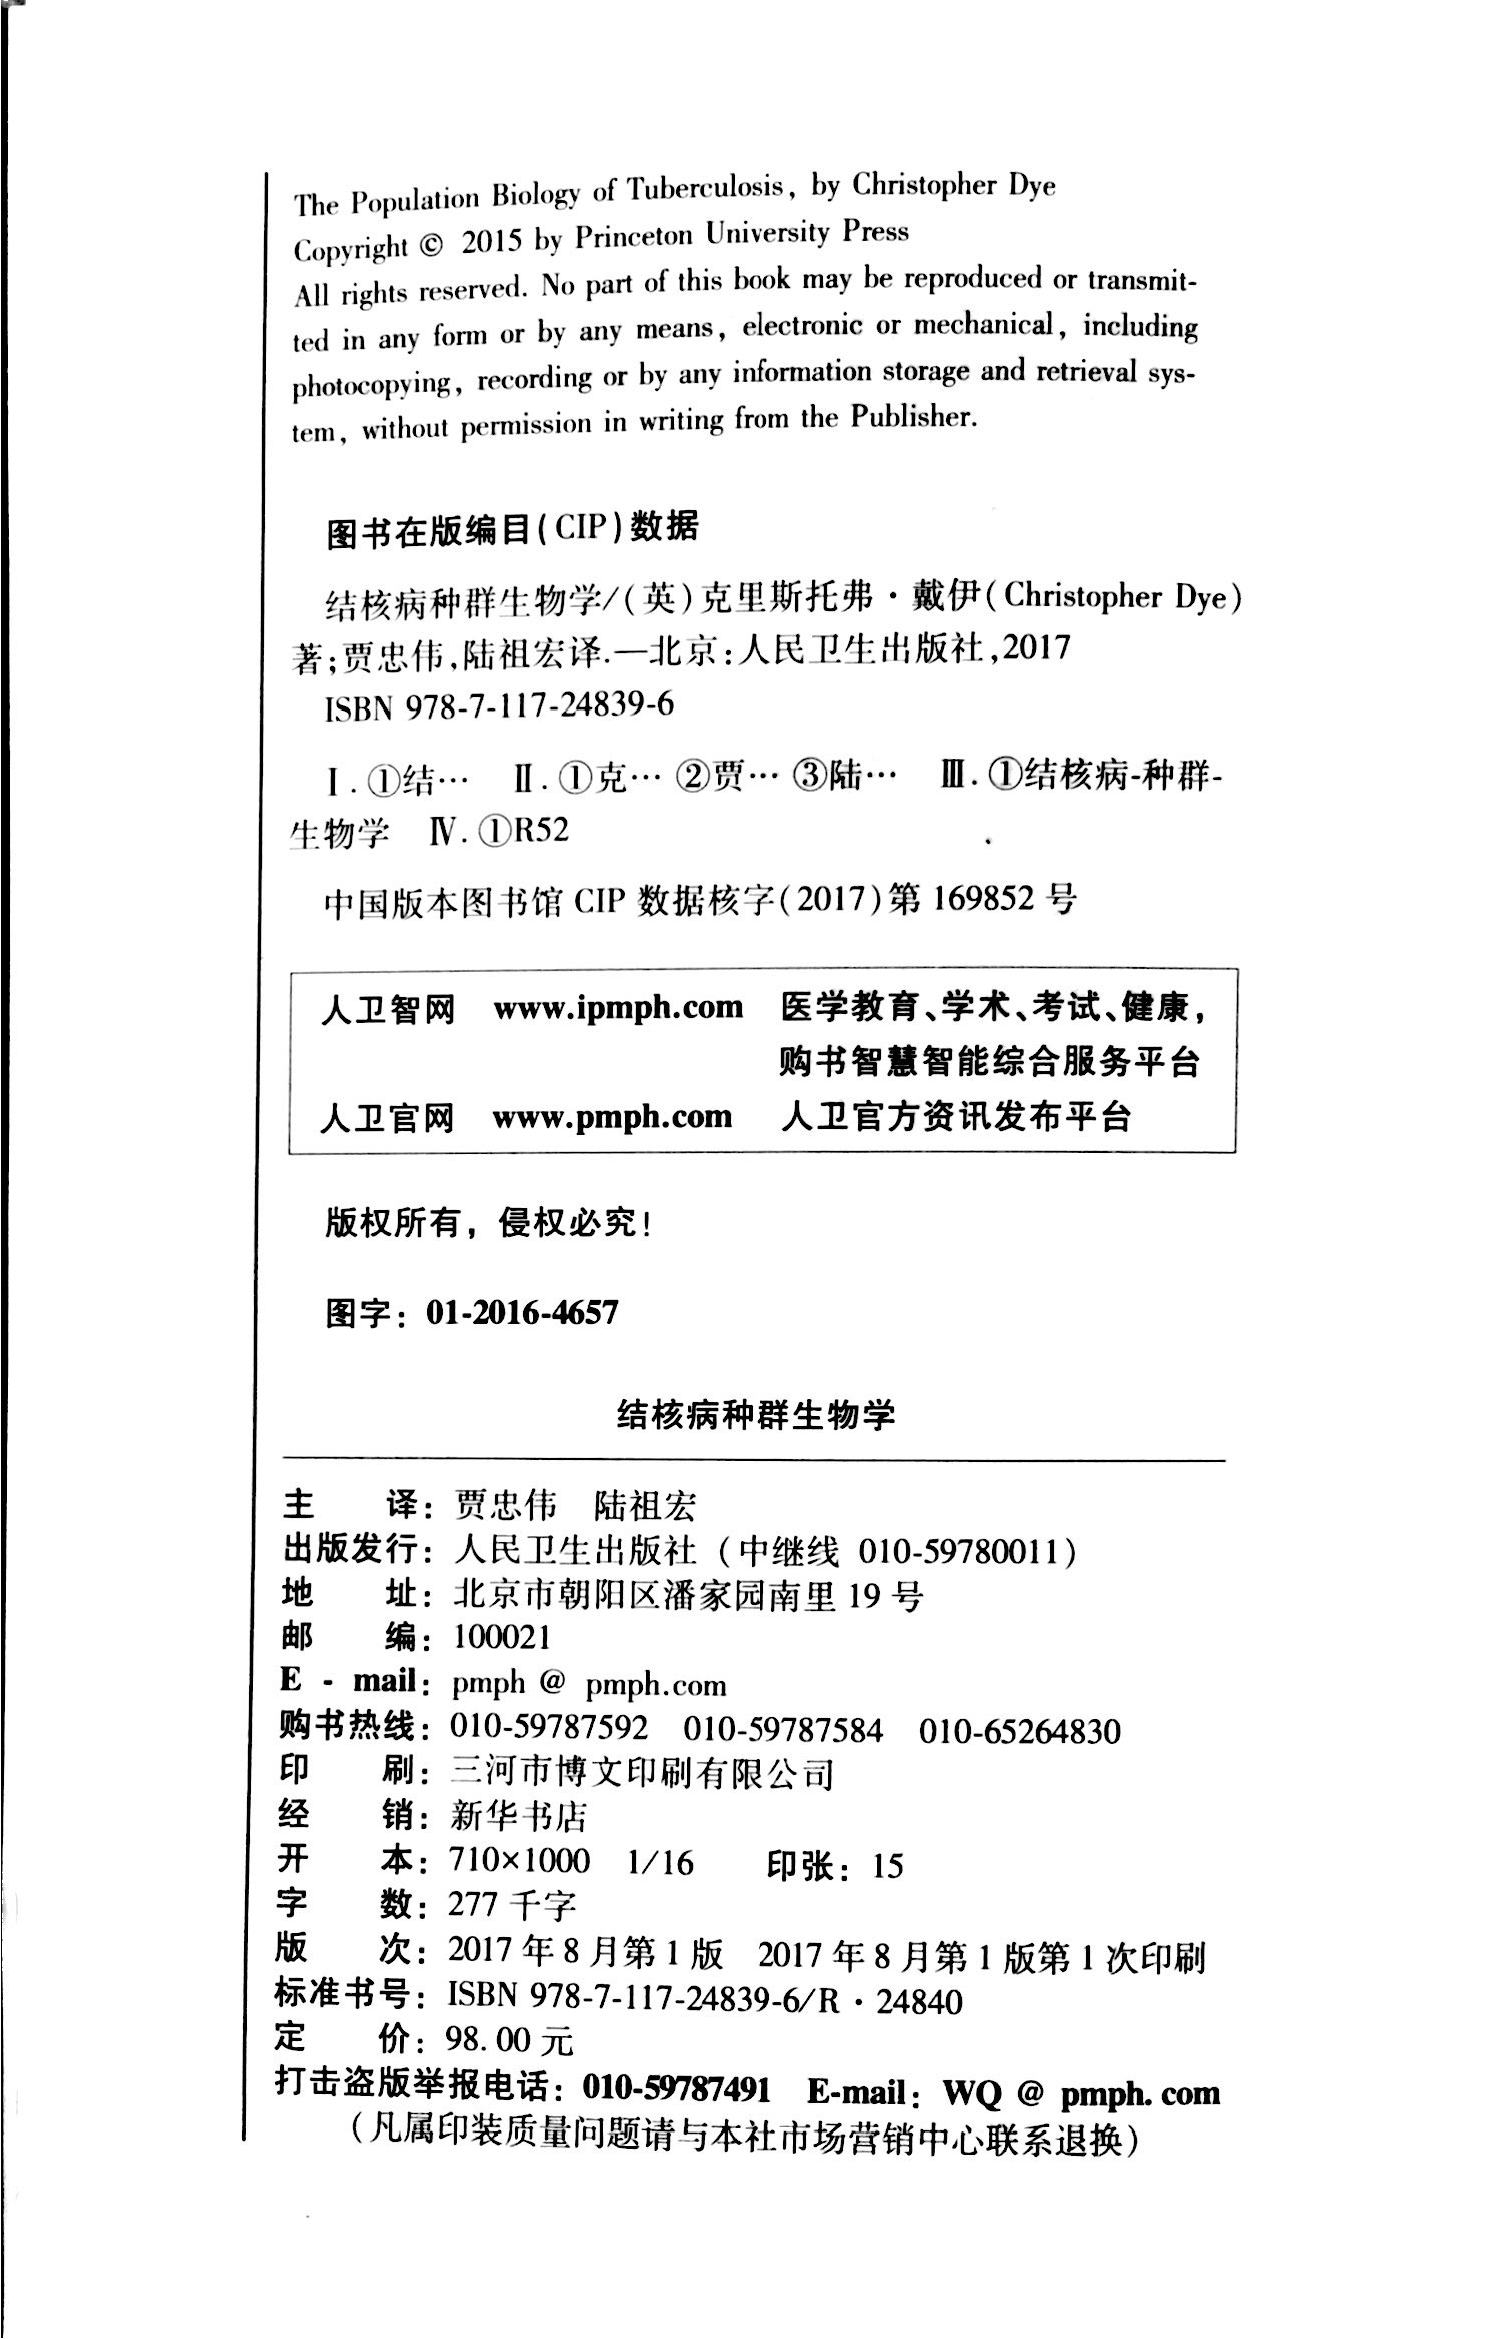 The Population Biology of Tuberculosis, by Christopher Dye
Copyright © 2015 by Princeton University Press
All rights reserved. No part of this book may be reproduced or transmit-
ted in any form or by any means, electronic or mechanical, including
photocopying, recording or by any information storage and retrieval sys-
tem, without permission in writing from the Publisher.
图书在版编目(CIP)数据
结核病种群生物学/(英)克里斯托弗·戴伊(Christopher Dye)
著;贾忠伟,陆祖宏译.—北京:人民卫生出版社,2017
ISBN 978-7-117-24839-6
Ⅰ.①结… Ⅱ.①克… ②贾… ③陆… Ⅲ.①结核病-种群-
生物学 Ⅳ.①R52
中国版本图书馆 CIP 数据核字(2017)第 169852 号
人卫智网 www.ipmph.com 医学教育、学术、考试、健康,
购书智慧智能综合服务平台
人卫官网 www.pmph.com 人卫官方资讯发布平台
版权所有，侵权必究！
图字：01-2016-4657
结核病种群生物学
主 译：贾忠伟 陆祖宏
出版发行：人民卫生出版社（中继线 010-59780011）
地 址：北京市朝阳区潘家园南里 19 号
邮 编：100021
E - mail：pmph @ pmph.com
购书热线：010-59787592 010-59787584 010-65264830
印 刷：三河市博文印刷有限公司
经 销：新华书店
开 本：710×1000 1/16 印张：15
字 数：277 千字
版 次：2017 年 8 月第 1 版 2017 年 8 月第 1 版第 1 次印刷
标准书号：ISBN 978-7-117-24839-6/R·24840
定 价：98.00 元
打击盗版举报电话：010-59787491 E-mail：WQ @ pmph.com
（凡属印装质量问题请与本社市场营销中心联系退换）